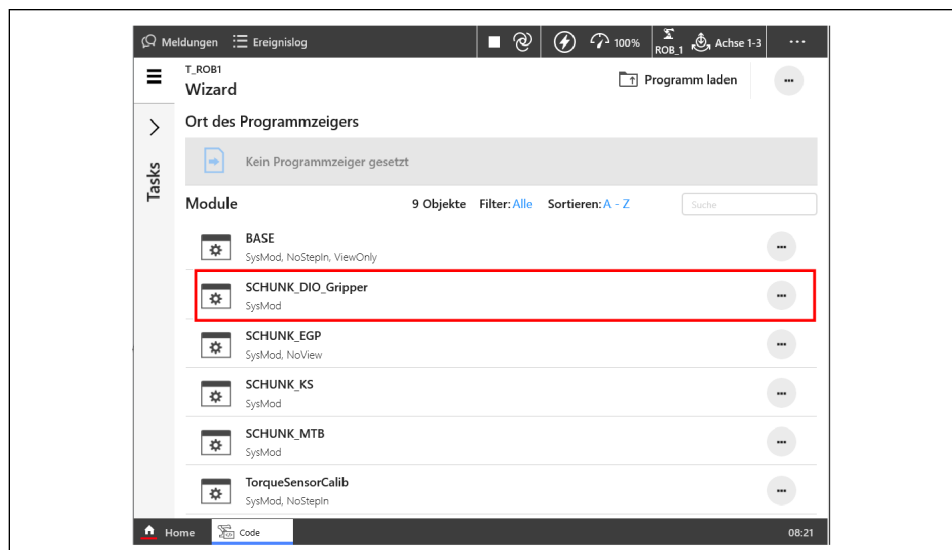 Meldungen Ereignislog 100% ROB_1 Achse 1-3 ...
T_ROB1
Wizard
Programm laden
...
Ort des Programmzeigers
Kein Programmzeiger gesetzt
Tasks
Module 9 Objekte Filter: Alle Sortieren: A - Z Suche
BASE
SysMod, NoStepIn, ViewOnly
...
SCHUNK_DIO_Gripper
SysMod
...
SCHUNK_EGP
SysMod, NoView
...
SCHUNK_KS
SysMod
...
SCHUNK_MTB
SysMod
...
TorqueSensorCalib
SysMod, NoStepIn
...
Home Code 08:21